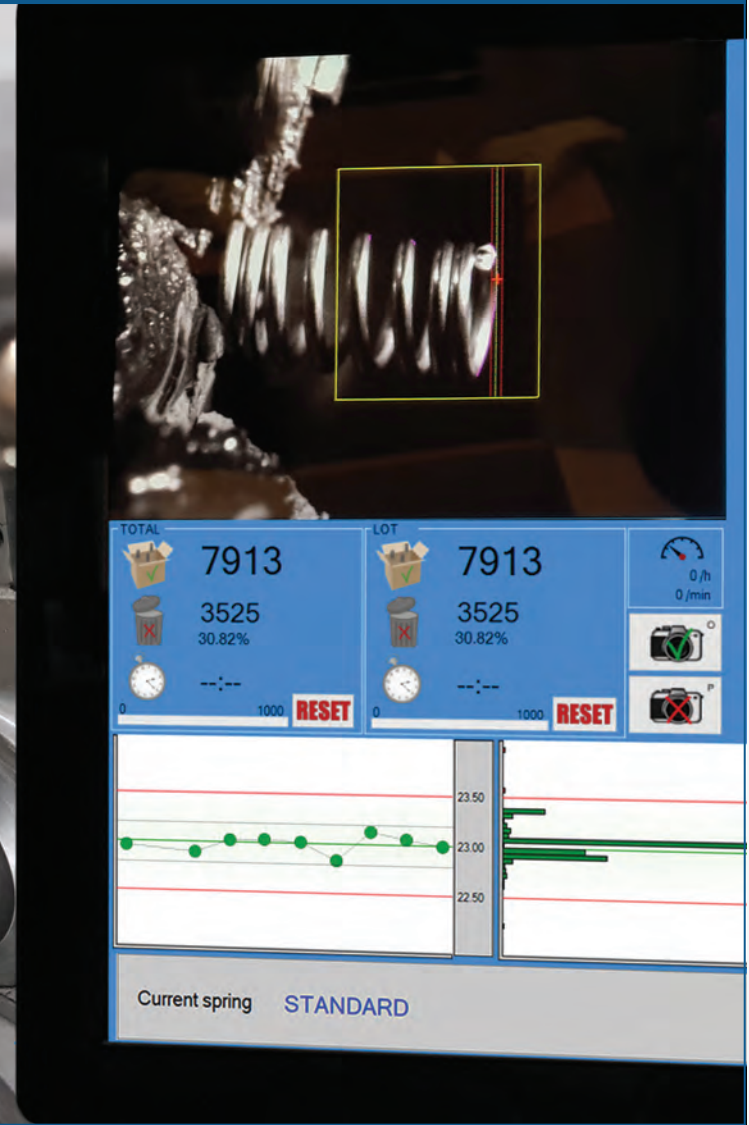 TOTAL
7913
3525
30.82%
--:--
0 1000 RESET
LOT
7913
3525
30.82%
--:--
0 1000 RESET
0 /h
0 /min
O
P
23.50
23.00
22.50
Current spring STANDARD